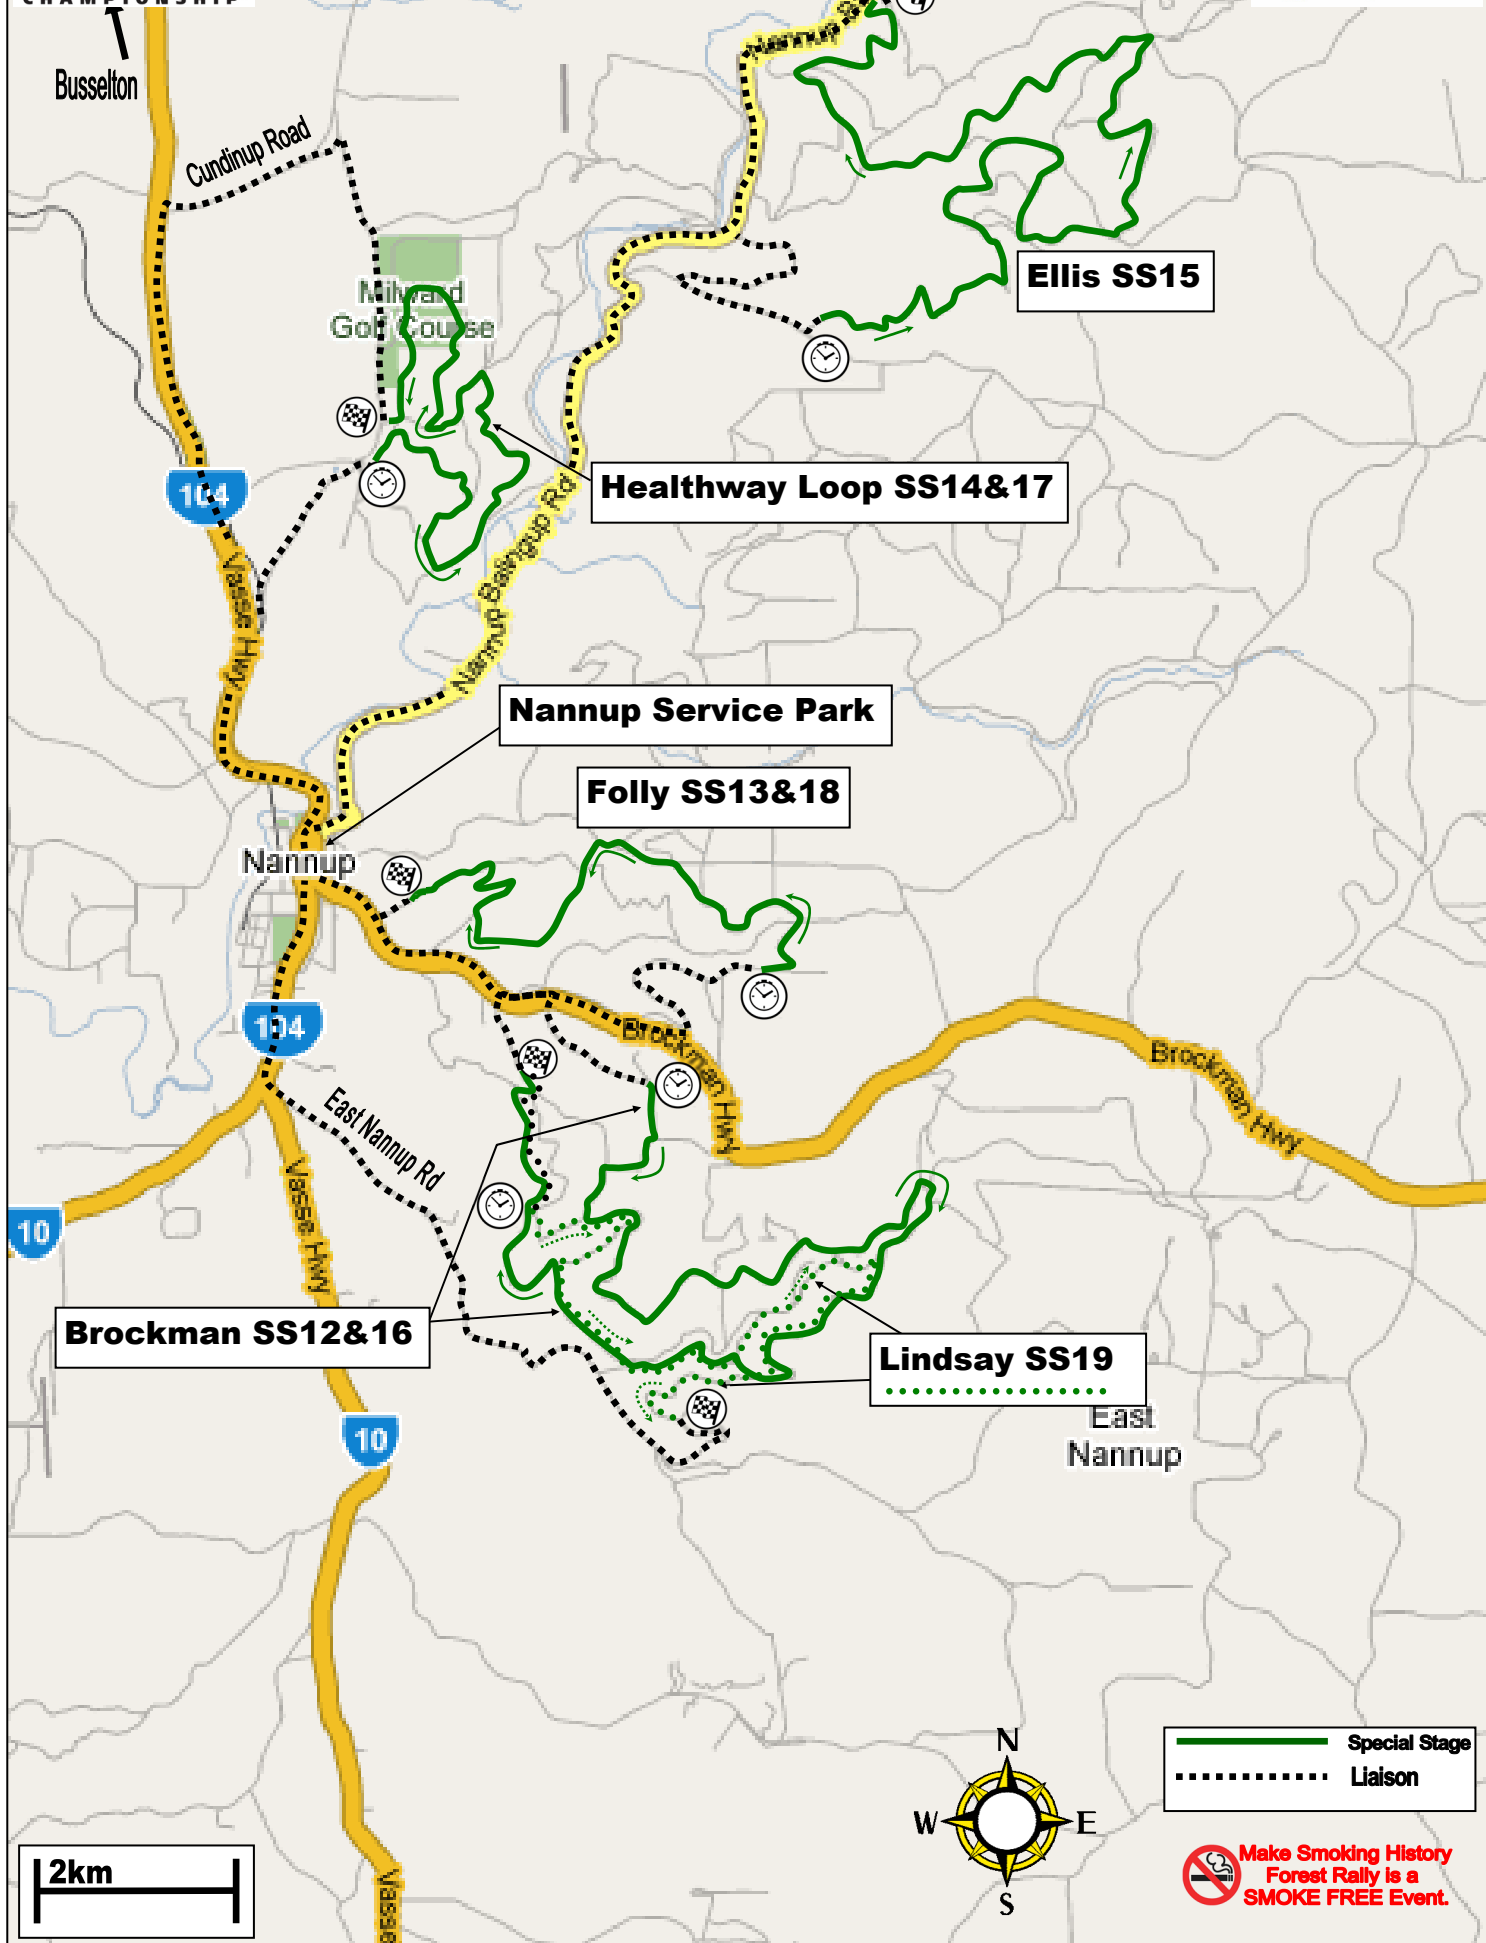 CHAMPIONSHIP
Busselton
Cundinup Road
Nannup
Ellis SS15
Milward
Golf Course
104
Healthway Loop SS14&17
Nannup Balingup Rd
Vasse Hwy
Nannup Service Park
Folly SS13&18
Nannup
104
Brockman Hwy
Brockman Hwy
East Nannup Rd
Vasse Hwy
10
Brockman SS12&16
Lindsay SS19
East
Nannup
10
N
W E
S
Special Stage
Liaison
2km
Vasse
Make Smoking History
Forest Rally is a
SMOKE FREE Event.